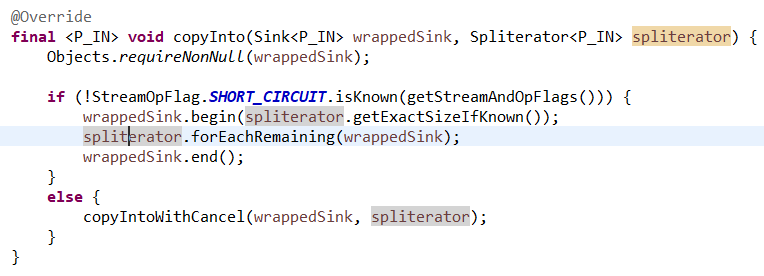 @Override
final <P_IN> void copyInto(Sink<P_IN> wrappedSink, Spliterator<P_IN> spliterator) {
Objects.requireNonNull(wrappedSink);
if (!StreamOpFlag.SHORT_CIRCUIT.isKnown(getStreamAndOpFlags())) {
wrappedSink.begin(spliterator.getExactSizeIfKnown());
spliterator.forEachRemaining(wrappedSink);
wrappedSink.end();
}
else {
copyIntoWithCancel(wrappedSink, spliterator);
}
}